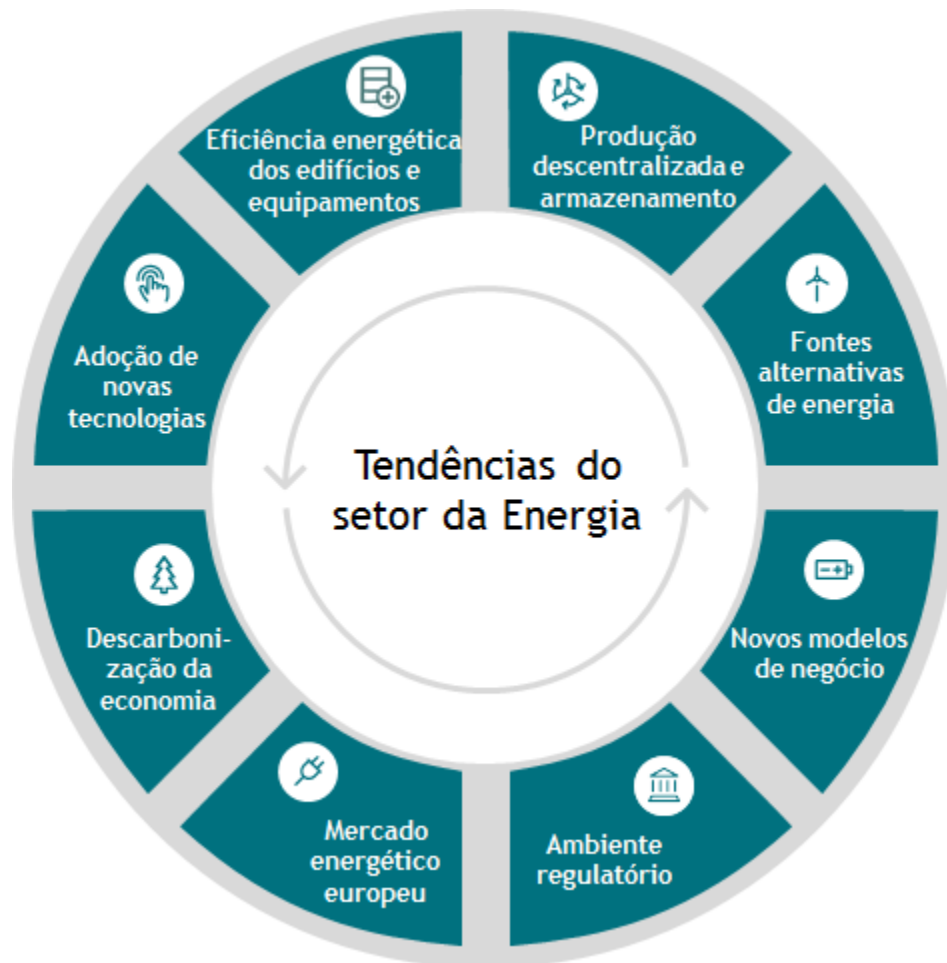 Eficiência energética
dos edifícios e
equipamentos
Produção
descentralizada e
armazenamento
Fontes
alternativas
de energia
Novos modelos
de negócio
Ambiente
regulatório
Mercado
energético
europeu
Descarboni-
zação da
economia
Adoção de
novas
tecnologias
Tendências do
setor da Energia